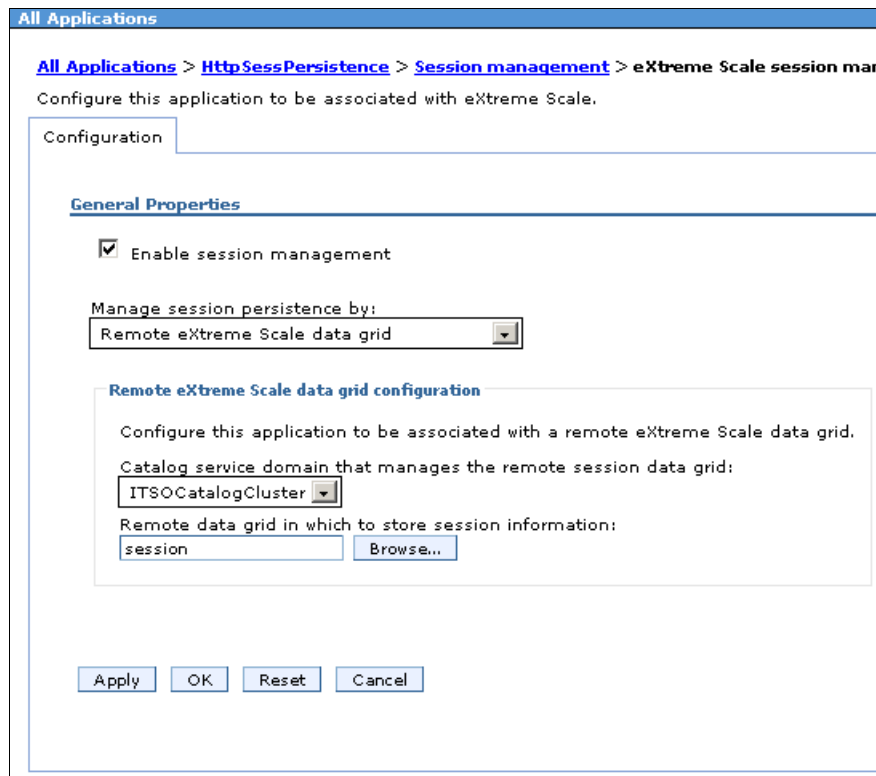 All Applications
All Applications > HttpSessPersistence > Session management > eXtreme Scale session
Configure this application to be associated with eXtreme Scale.
Configuration
General Properties
Enable session management
Manage session persistence by:
Remote eXtreme Scale data grid
Remote eXtreme Scale data grid configuration
Configure this application to be associated with a remote eXtreme Scale data grid.
Catalog service domain that manages the remote session data grid:
ITSOCatalogCluster
Remote data grid in which to store session information:
session Browse...
Apply OK Reset Cancel